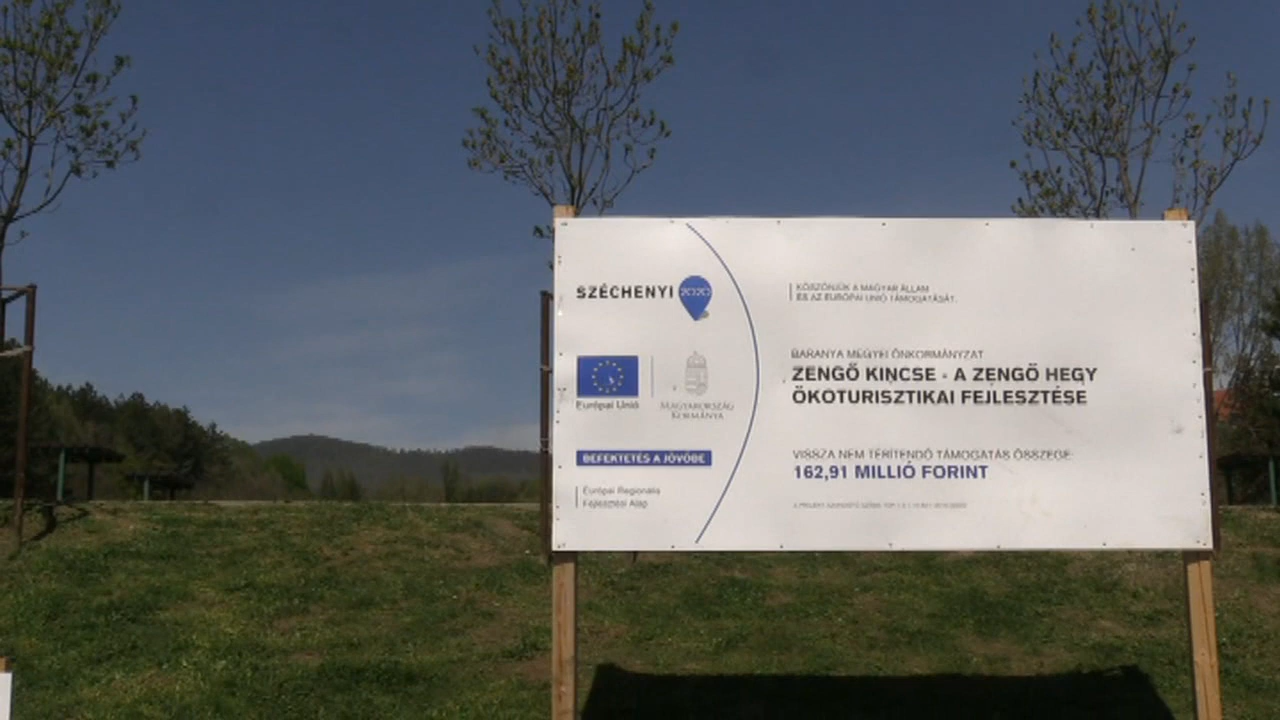 SZÉCHENYI 2020
KÖSZÖNJÜK A MAGYAR ÁLLAM
ÉS AZ EURÓPAI UNIÓ TÁMOGATÁSÁT.
Európai Unió
MAGYARORSZÁG
KORMÁNYA
BEFEKTETÉS A JÖVŐBE
Európai Regionális
Fejlesztési Alap
BARANYA MEGYEI ÖNKORMÁNYZAT
ZENGŐ KINCSE - A ZENGŐ HEGY
ÖKOTURISZTIKAI FEJLESZTÉSE
VISSZA NEM TÉRÍTENDŐ TÁMOGATÁS ÖSSZEGE:
162,91 MILLIÓ FORINT